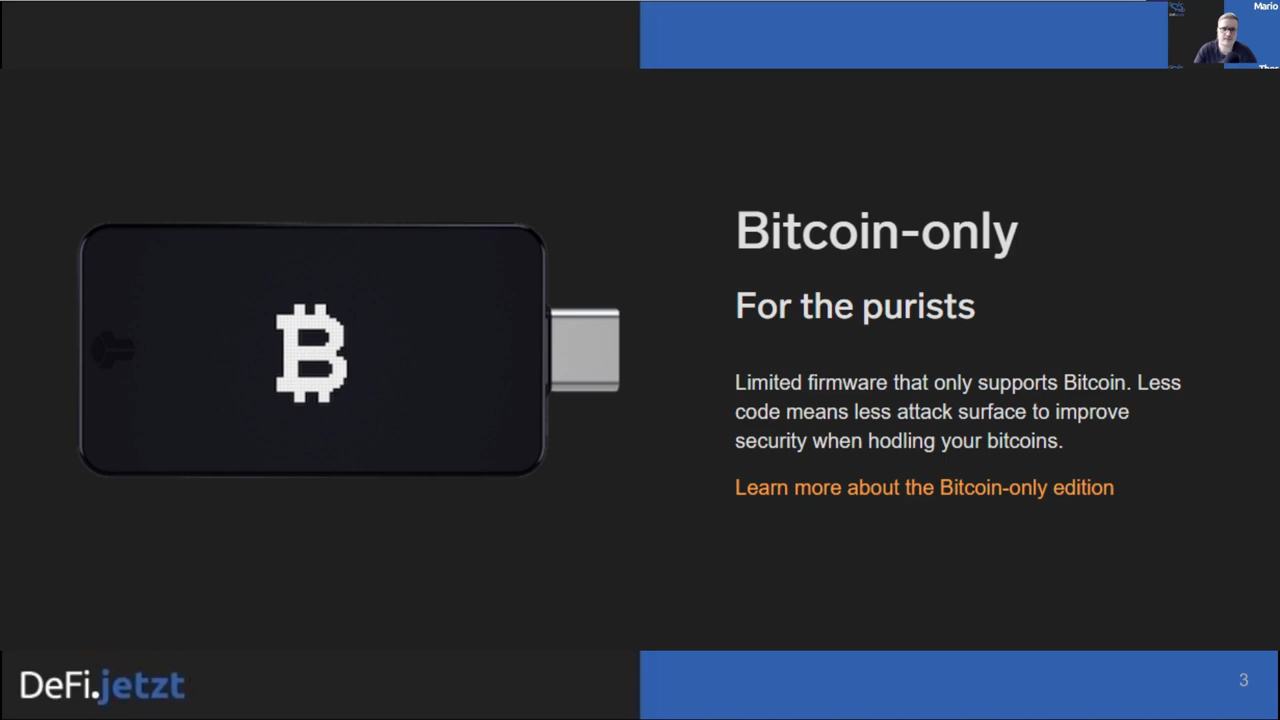 Mario
Bitcoin-only
For the purists
Limited firmware that only supports Bitcoin. Less
code means less attack surface to improve
security when hodling your bitcoins.
Learn more about the Bitcoin-only edition
DeFi.jetzt
3